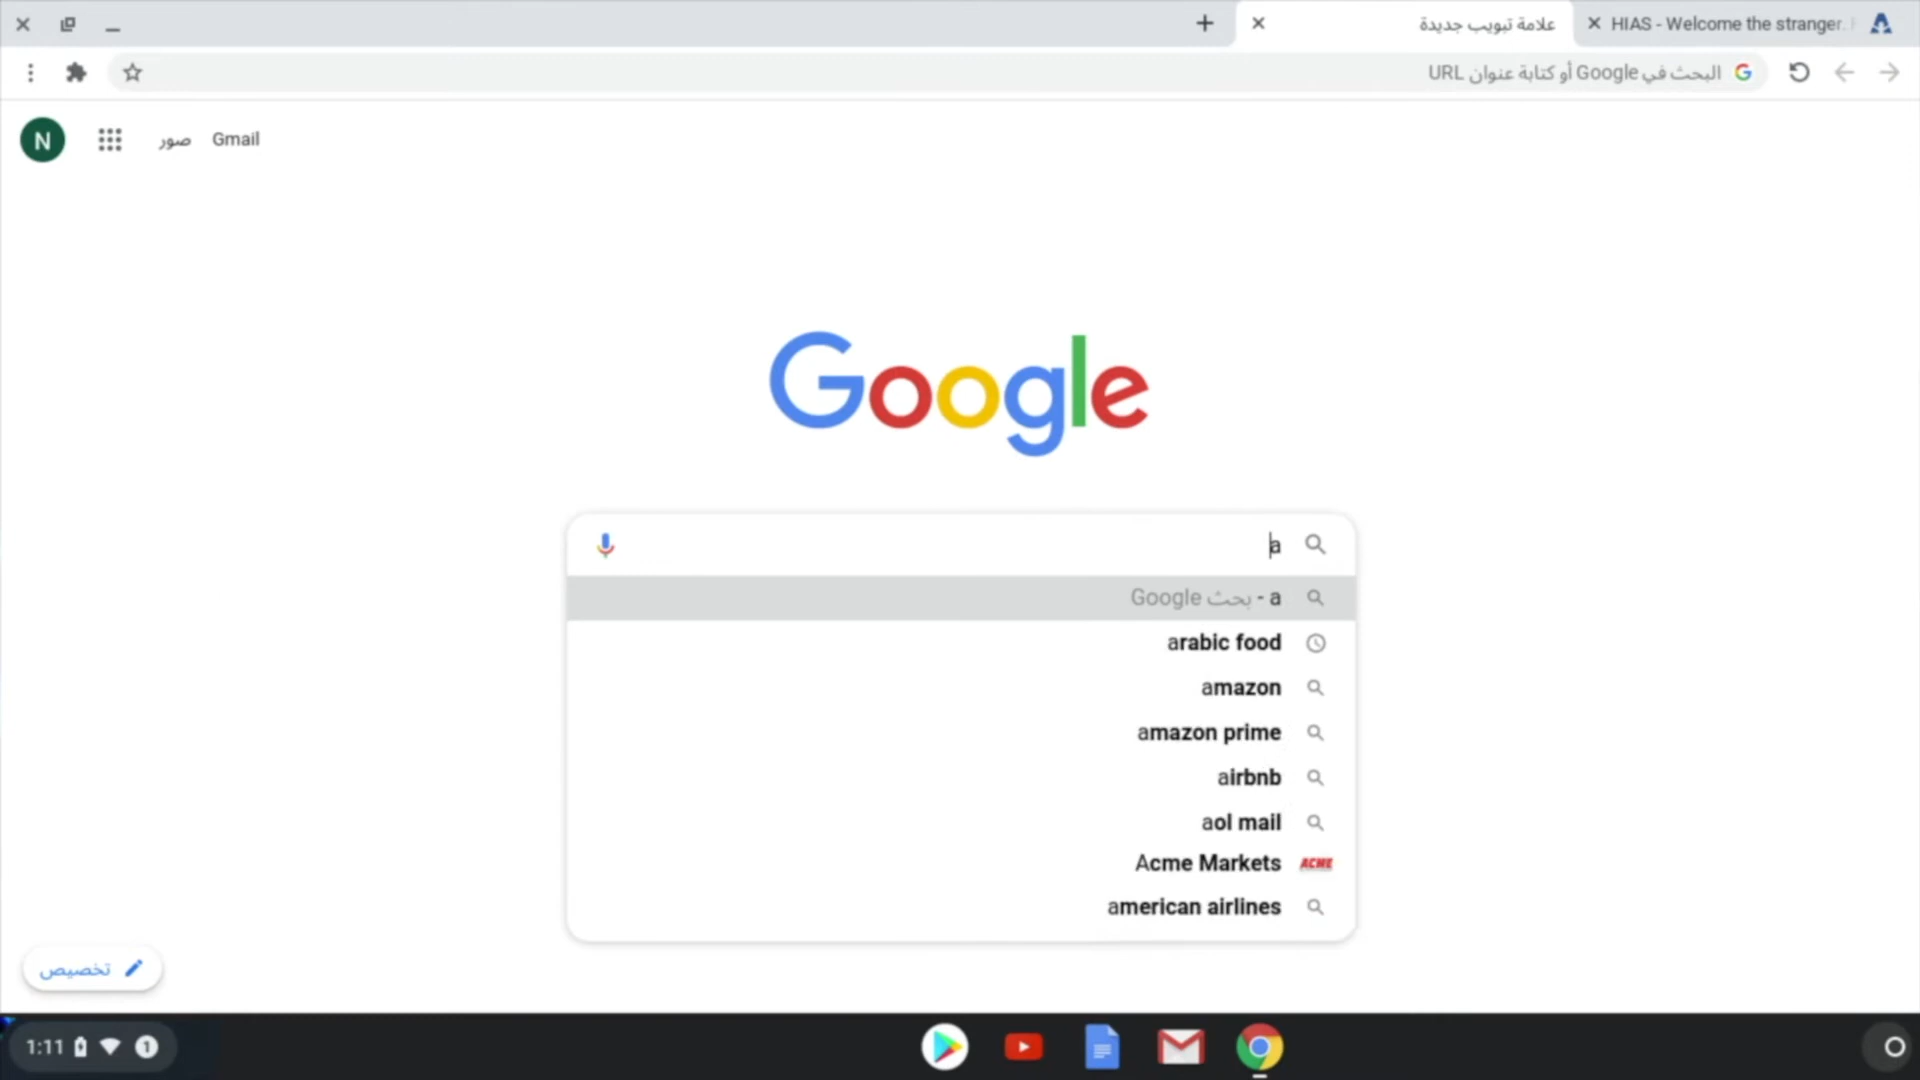 HIAS - Welcome the stranger.
علامة تبويب جديدة
البحث في Google أو كتابة عنوان URL
Gmail
صور
N
Google
a
a - بحث Google
arabic food
amazon
amazon prime
airbnb
aol mail
Acme Markets
ACME
american airlines
تخصيص
1:11
1